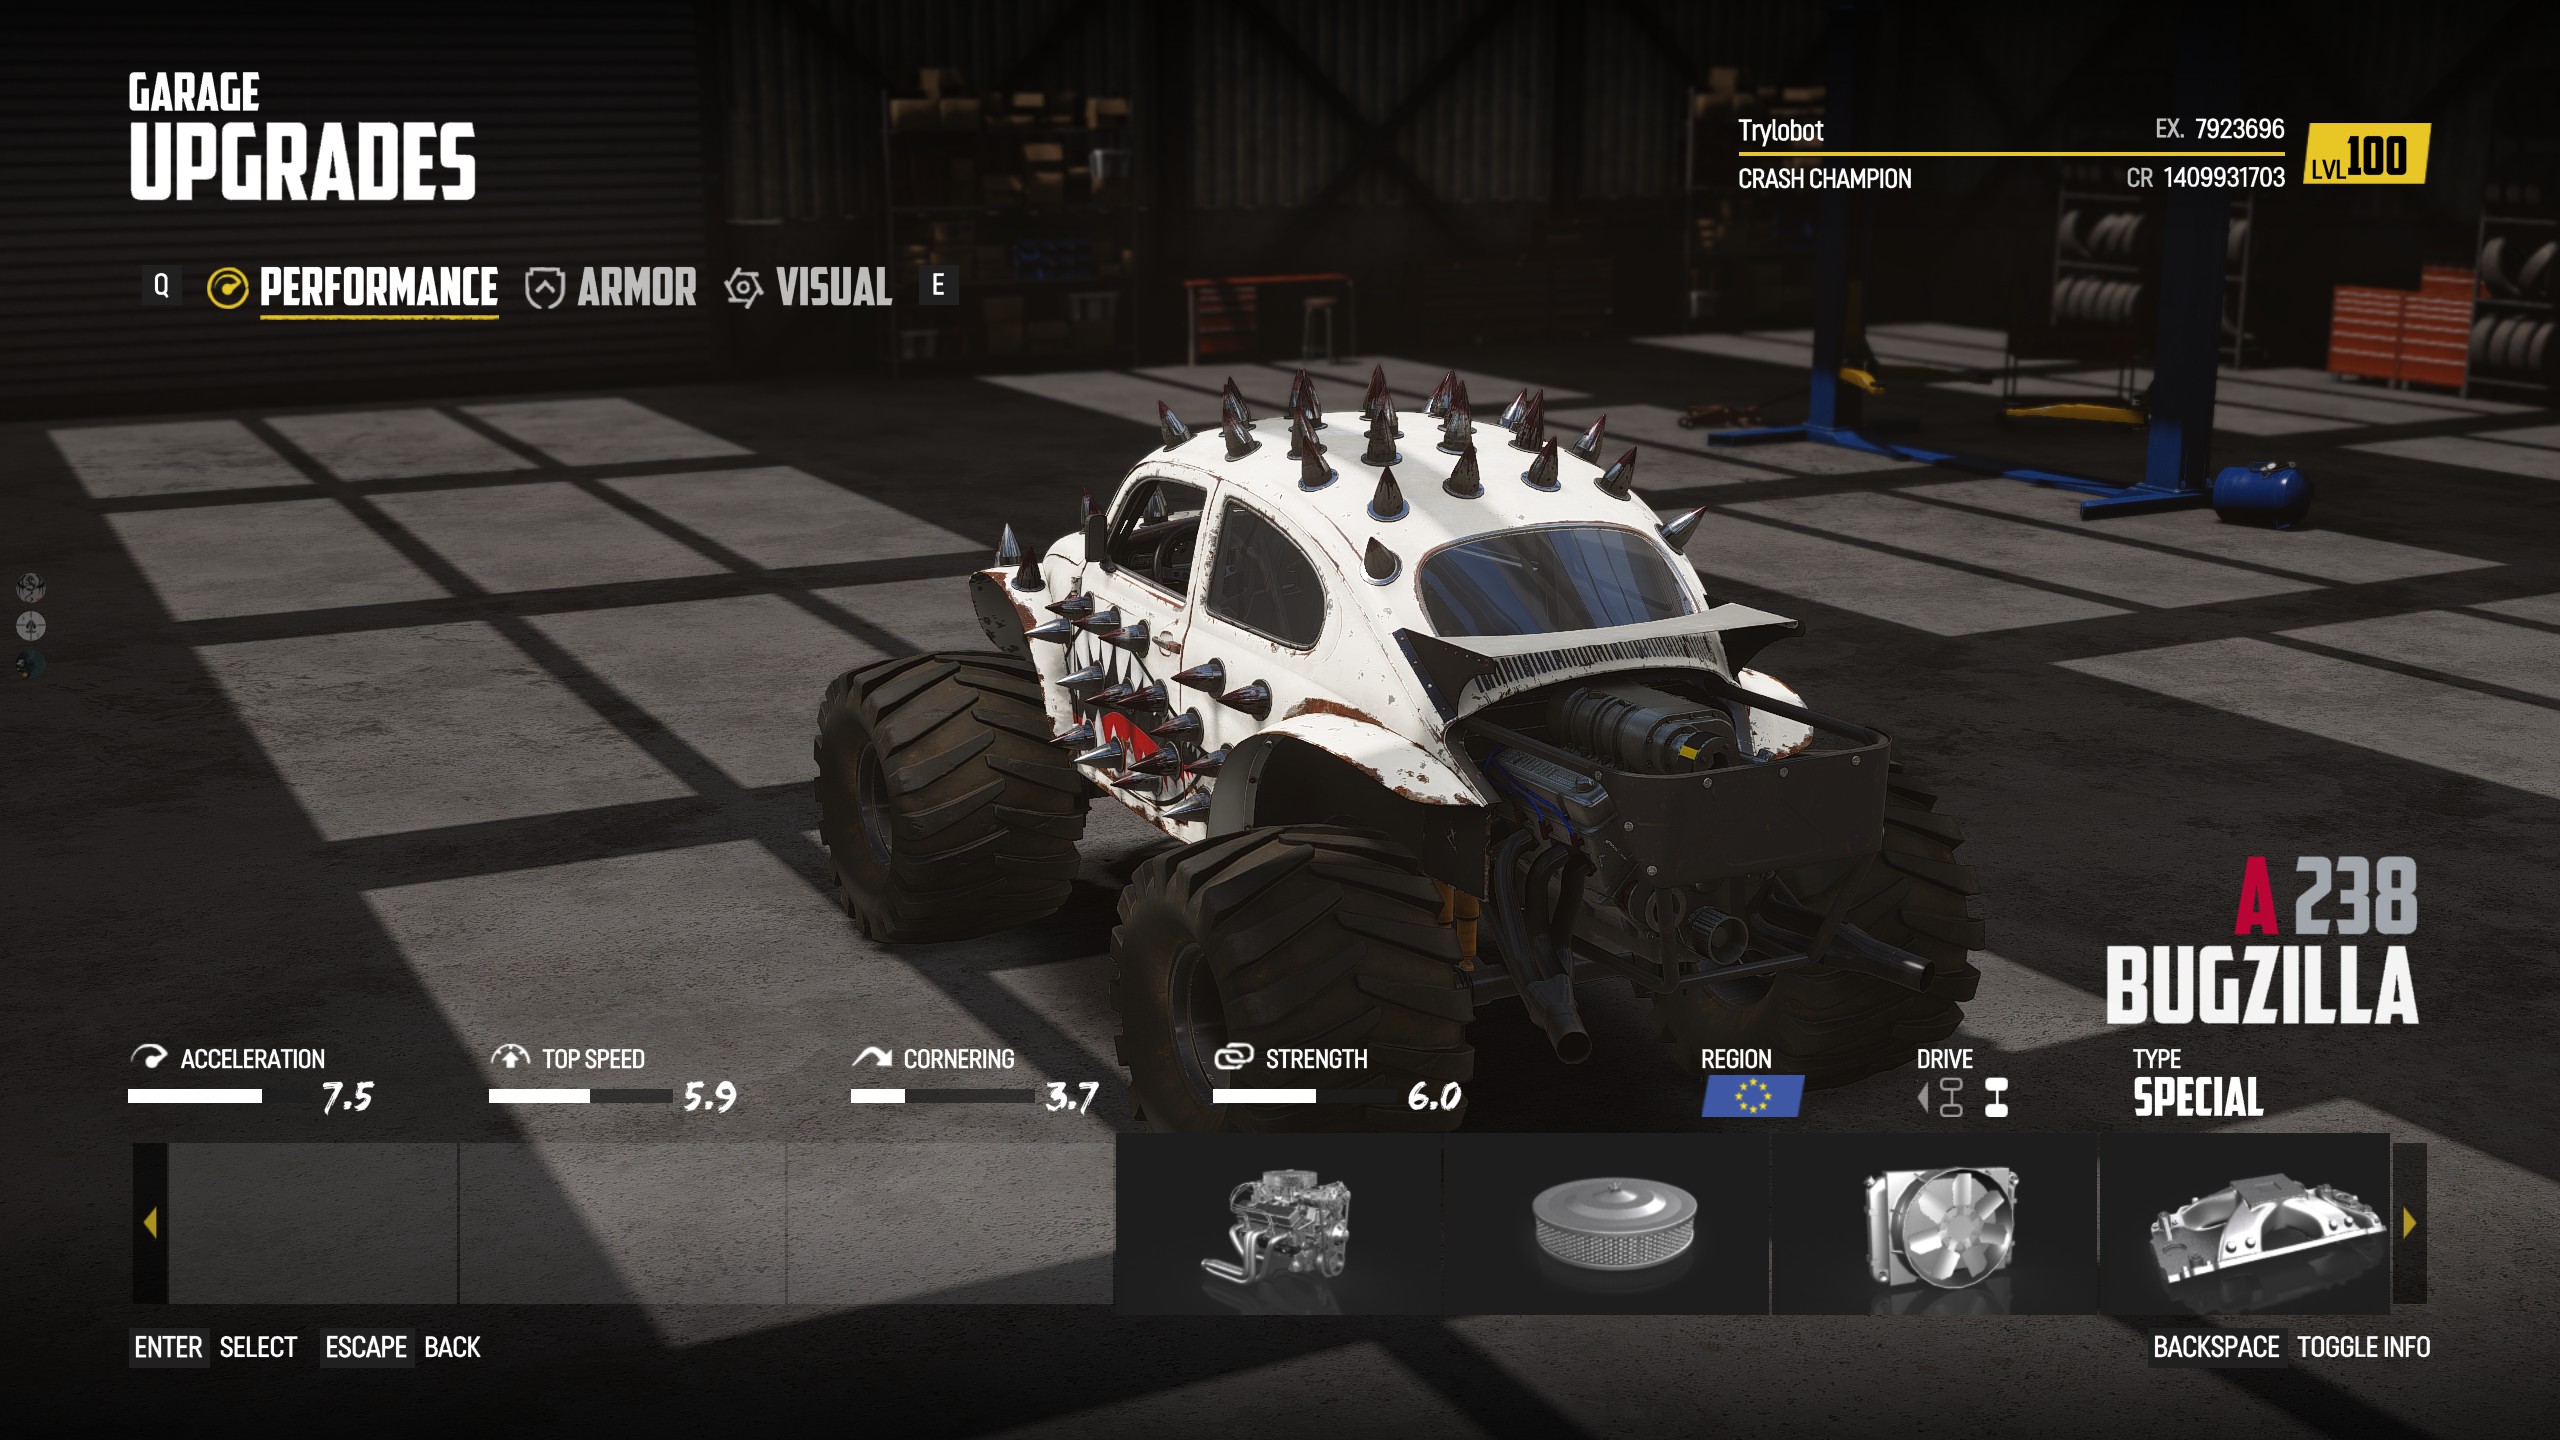 GARAGE
UPGRADES
Trylobot
EX. 7923696
CRASH CHAMPION
CR 1409931703
LVL 100
Q
PERFORMANCE
ARMOR
VISUAL
E
A 238
BUGZILLA
ACCELERATION
7.5
TOP SPEED
5.9
CORNERING
3.7
STRENGTH
6.0
REGION
DRIVE
TYPE
SPECIAL
ENTER SELECT
ESCAPE BACK
BACKSPACE TOGGLE INFO